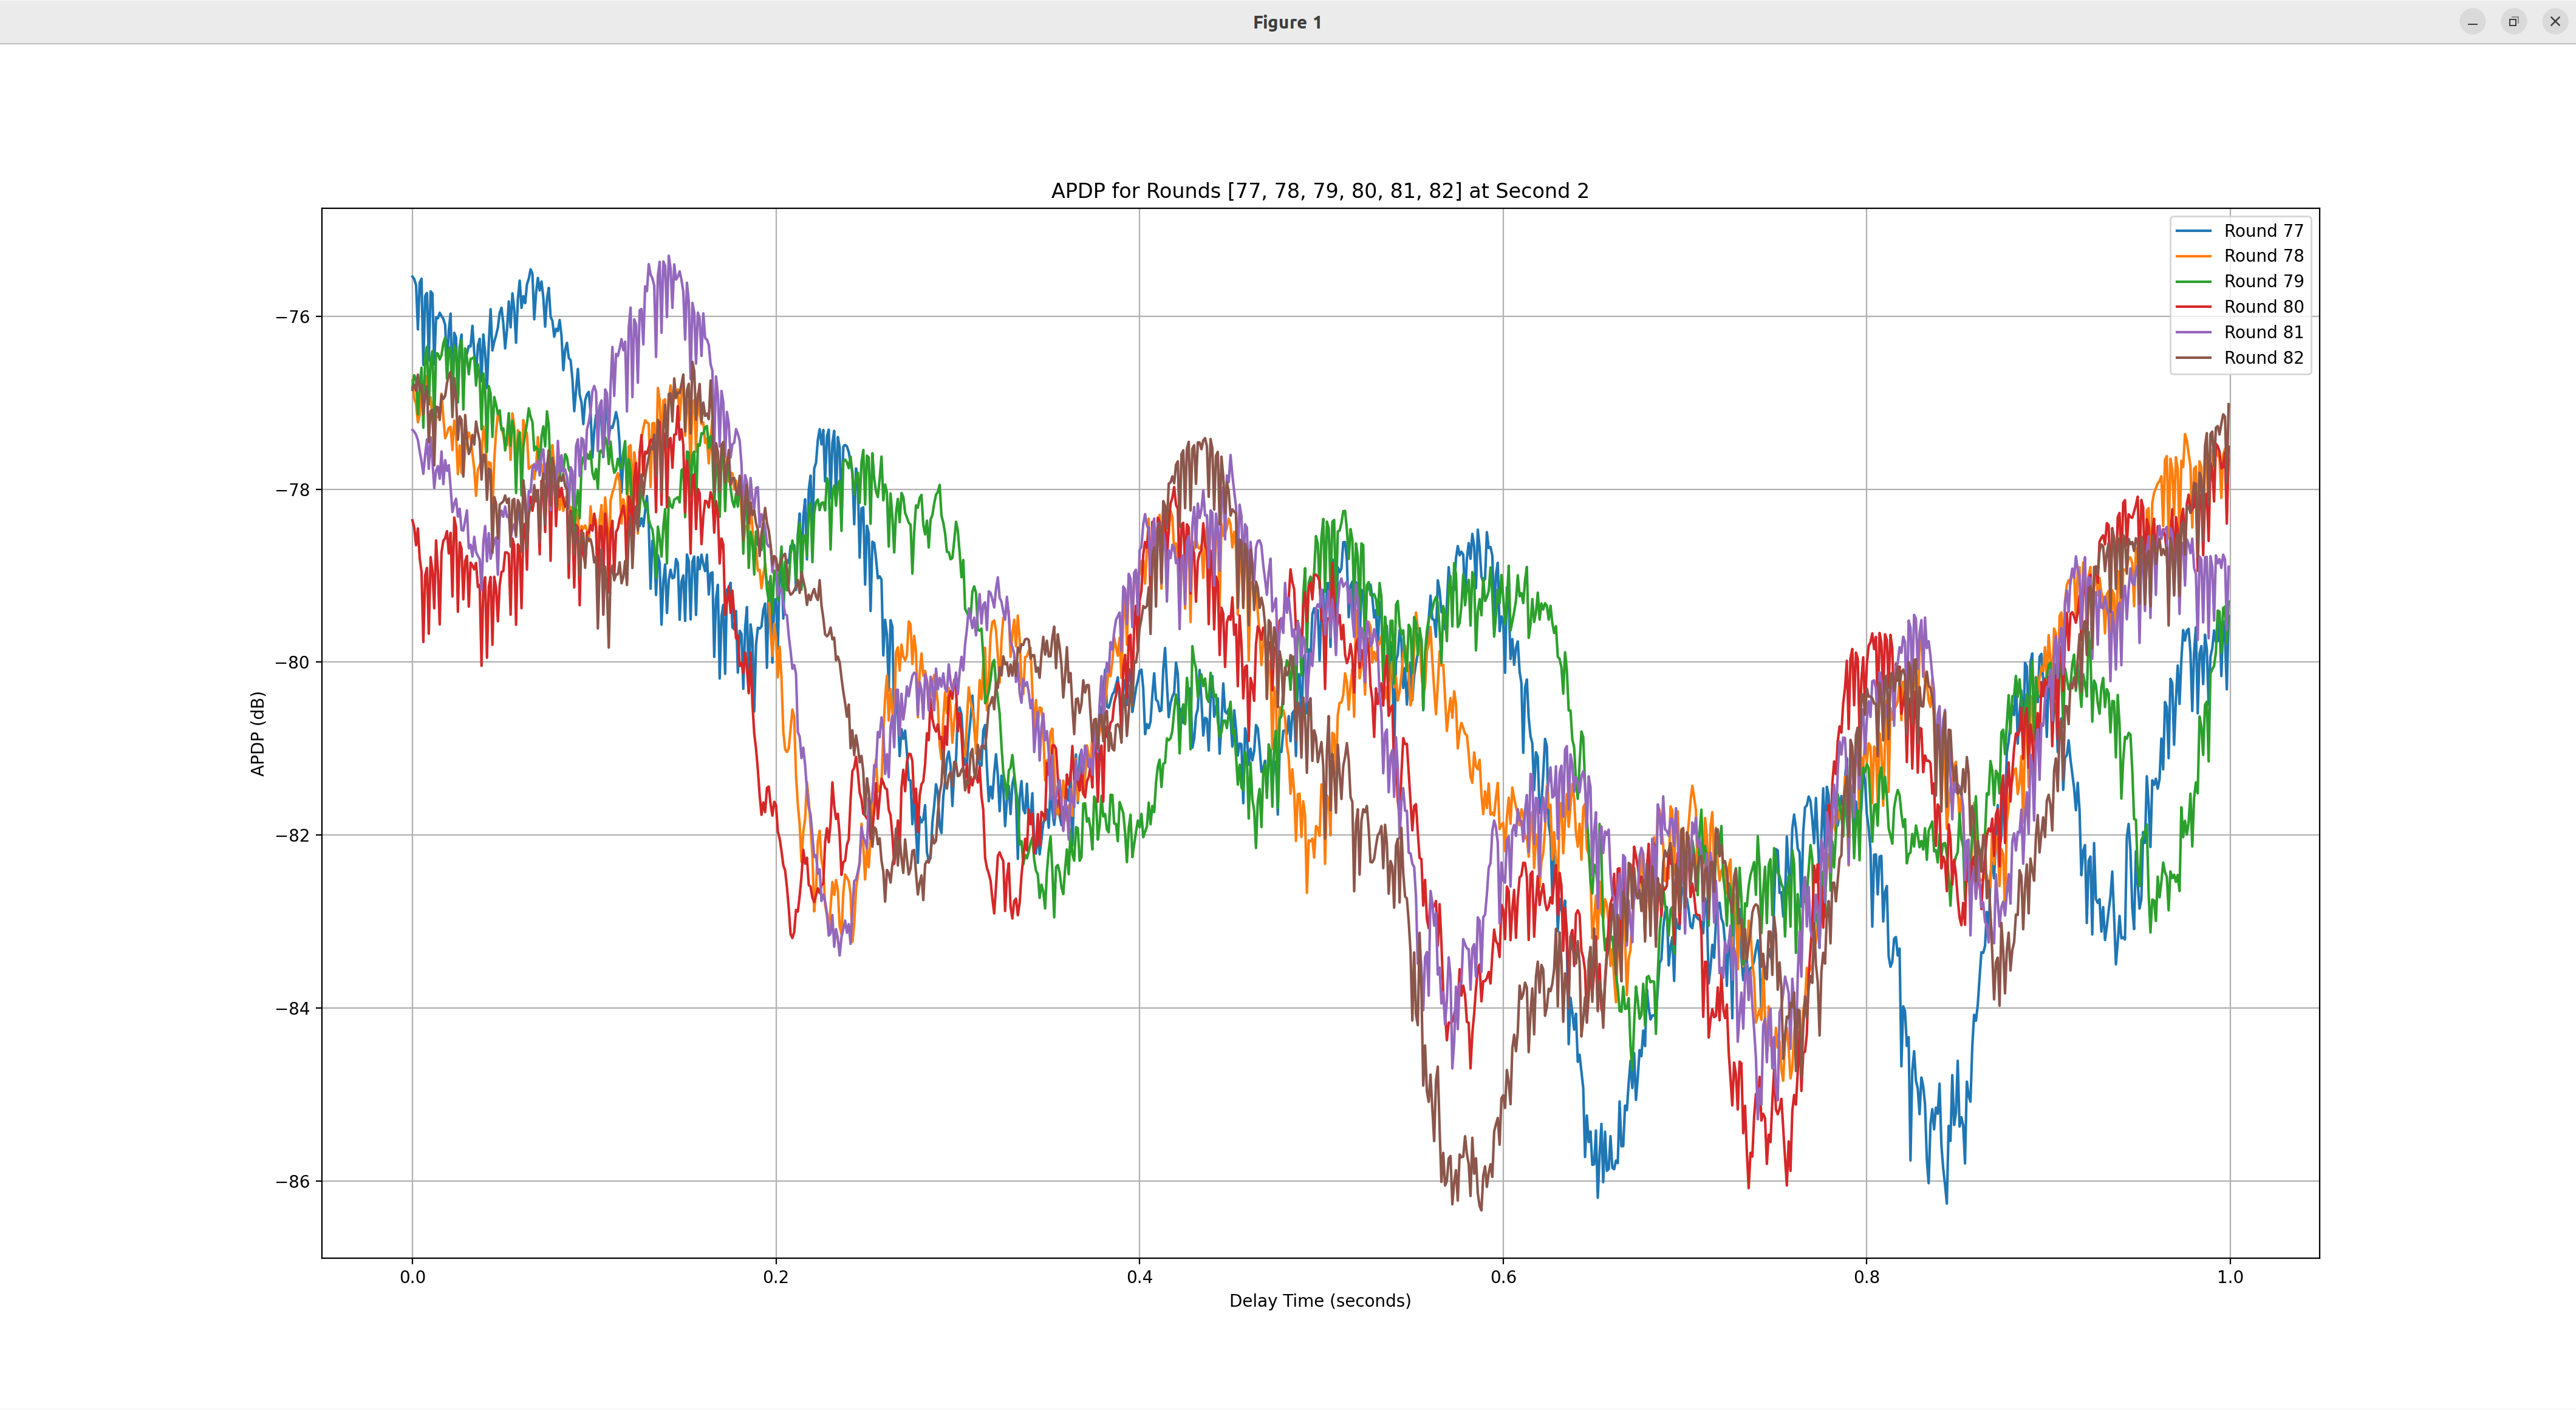 Figure 1
APDP for Rounds [77, 78, 79, 80, 81, 82] at Second 2
Round 77
Round 78
Round 79
Round 80
Round 81
Round 82
−76
−78
−80
−82
−84
−86
APDP (dB)
0.0
0.2
0.4
0.6
0.8
1.0
Delay Time (seconds)